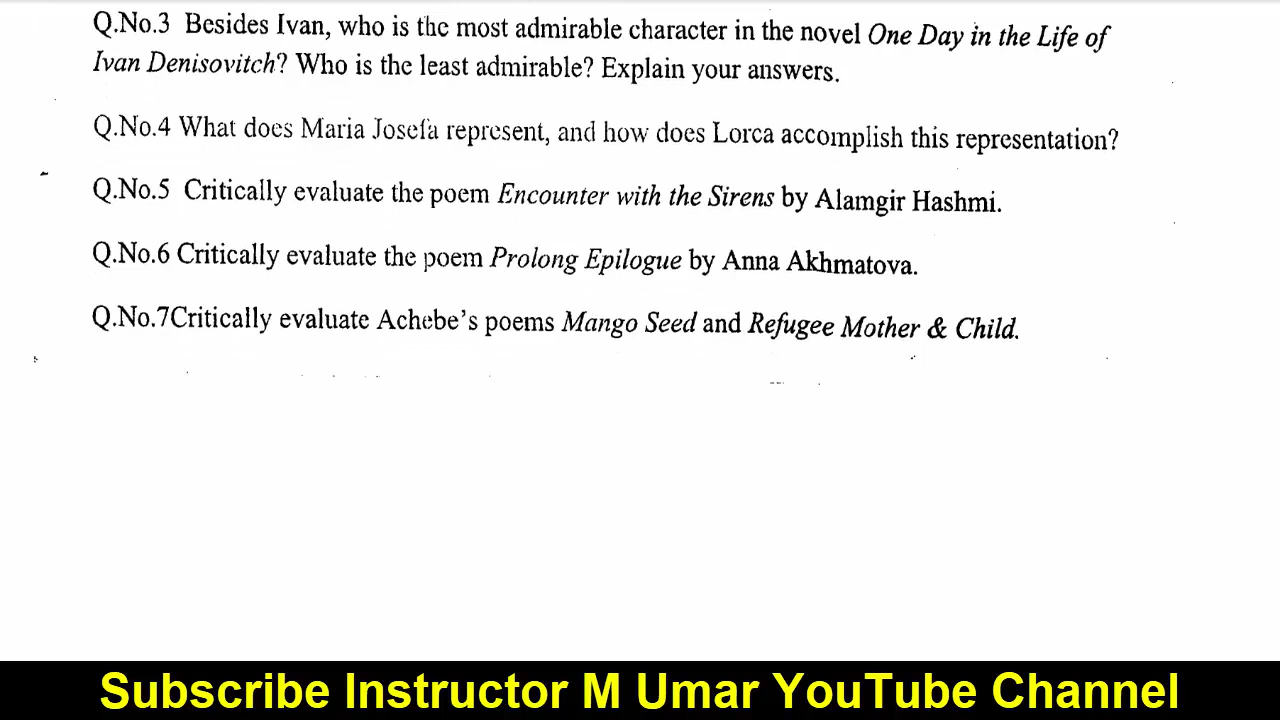 Q.No.3 Besides Ivan, who is the most admirable character in the novel One Day in the Life of
Ivan Denisovitch? Who is the least admirable? Explain your answers.
Q.No.4 What does Maria Josefa represent, and how does Lorca accomplish this representation?
Q.No.5 Critically evaluate the poem Encounter with the Sirens by Alamgir Hashmi.
Q.No.6 Critically evaluate the poem Prolong Epilogue by Anna Akhmatova.
Q.No.7Critically evaluate Achebe's poems Mango Seed and Refugee Mother & Child.
Subscribe Instructor M Umar YouTube Channel